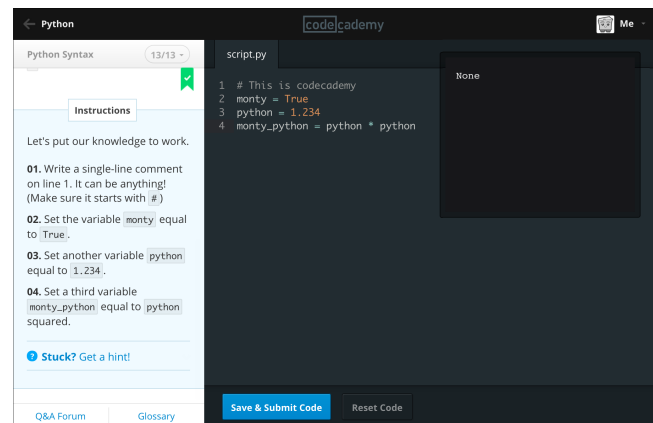 Python
codecademy
Me
Python Syntax
13/13
script.py
Instructions
Let's put our knowledge to work.
01. Write a single-line comment
on line 1. It can be anything!
(Make sure it starts with # )
02. Set the variable monty equal
to True .
03. Set another variable python
equal to 1.234 .
04. Set a third variable
monty_python equal to python
squared.
? Stuck? Get a hint!
Q&A Forum
Glossary
1 # This is codecademy
2 monty = True
3 python = 1.234
4 monty_python = python * python
None
Save & Submit Code
Reset Code